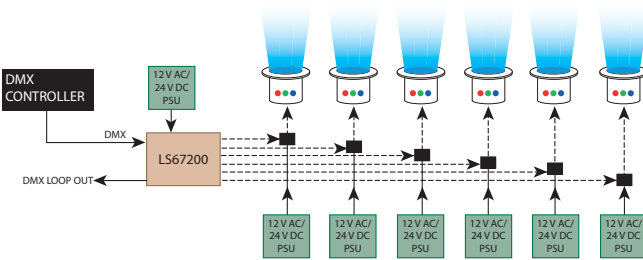 DMX
CONTROLLER
12 V AC/
24 V DC
PSU
DMX
LS67200
DMX LOOP OUT
12 V AC/
24 V DC
PSU
12 V AC/
24 V DC
PSU
12 V AC/
24 V DC
PSU
12 V AC/
24 V DC
PSU
12 V AC/
24 V DC
PSU
12 V AC/
24 V DC
PSU